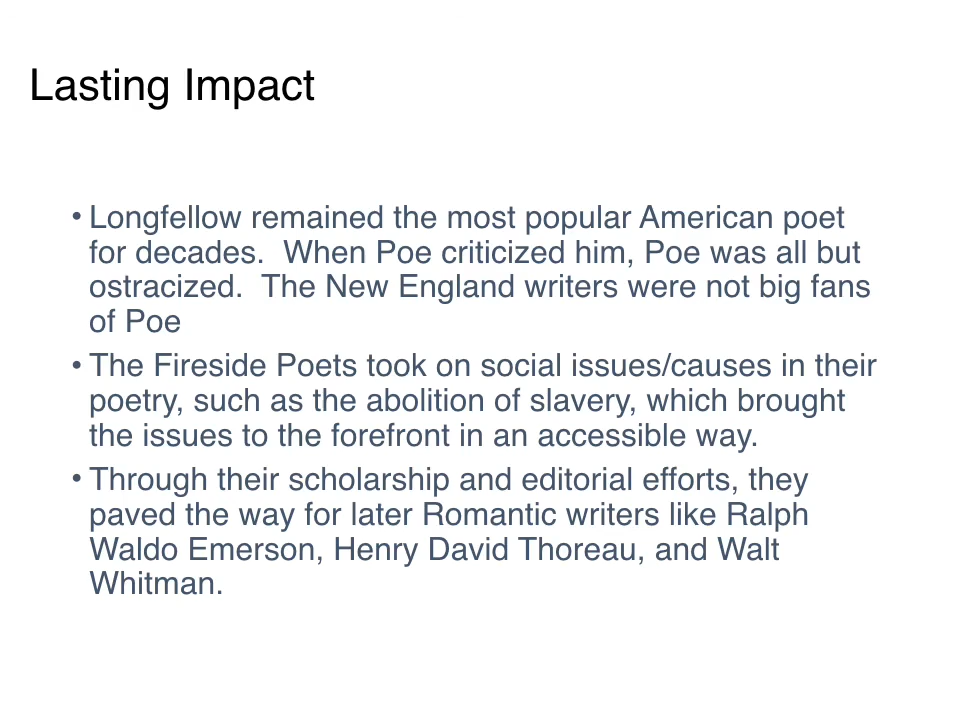 Lasting Impact
• Longfellow remained the most popular American poet
for decades.  When Poe criticized him, Poe was all but
ostracized.  The New England writers were not big fans
of Poe
• The Fireside Poets took on social issues/causes in their
poetry, such as the abolition of slavery, which brought
the issues to the forefront in an accessible way.
• Through their scholarship and editorial efforts, they
paved the way for later Romantic writers like Ralph
Waldo Emerson, Henry David Thoreau, and Walt
Whitman.